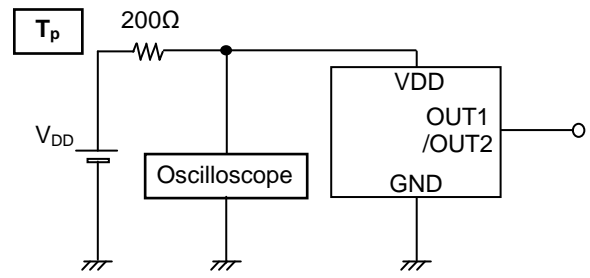 Tp
200Ω
VDD
Oscilloscope
VDD
OUT1
/OUT2
GND